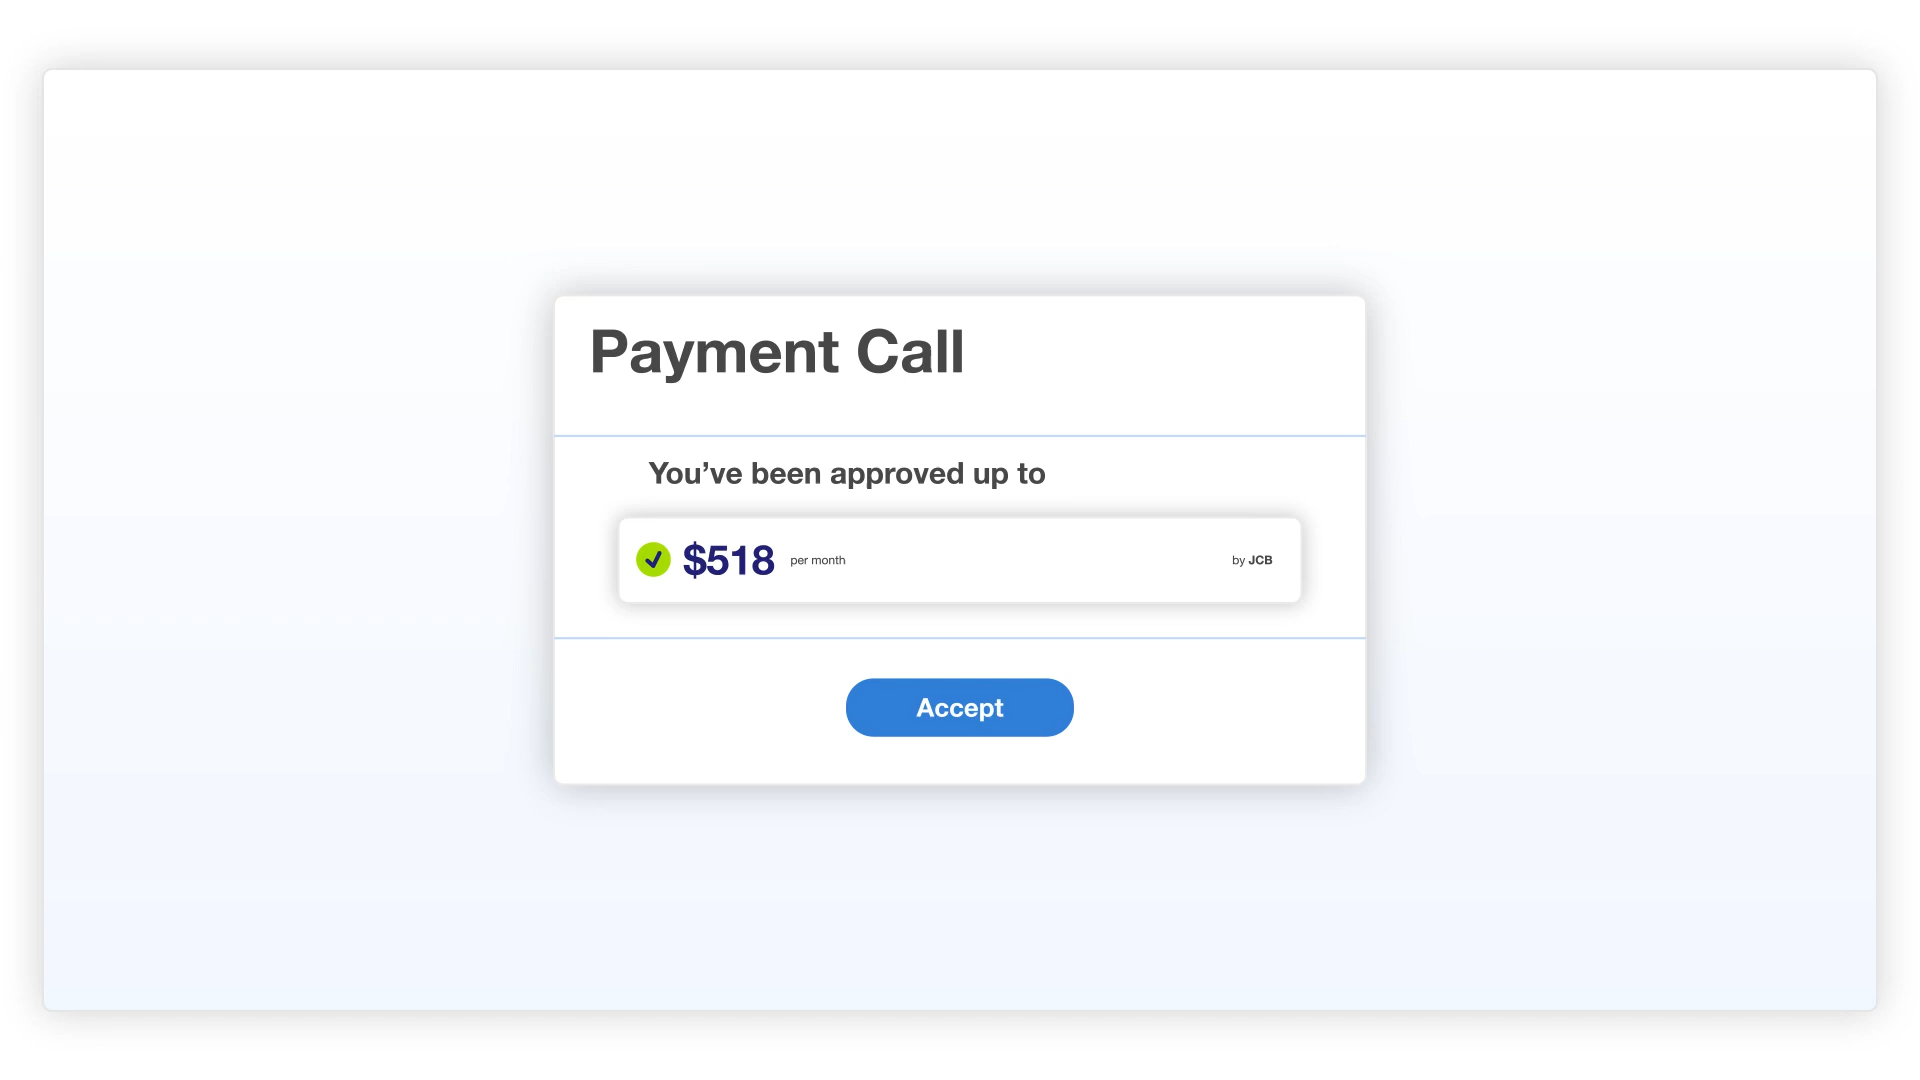 Payment Call
You’ve been approved up to
$518 per month by JCB
Accept